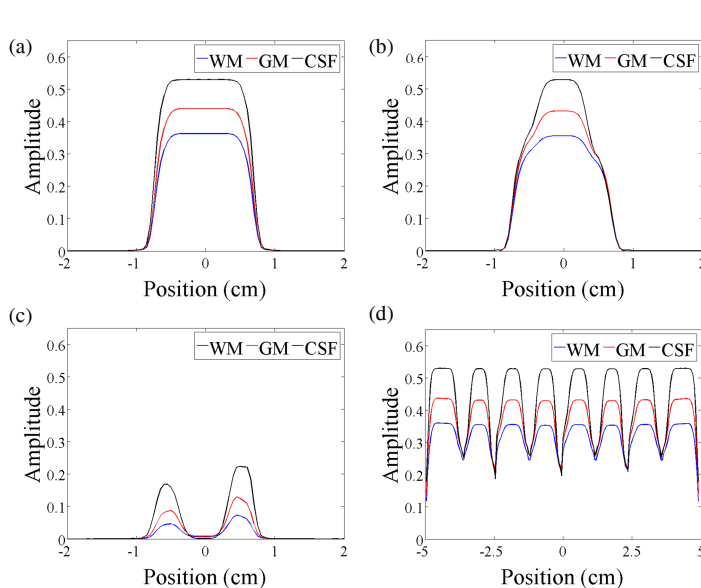 (a)
WM GM CSF
0.6
0.5
0.4
0.3
0.2
0.1
0
Amplitude
-2 -1 0 1 2
Position (cm)
(b)
WM GM CSF
0.6
0.5
0.4
0.3
0.2
0.1
0
Amplitude
-2 -1 0 1 2
Position (cm)
(c)
WM GM CSF
0.6
0.5
0.4
0.3
0.2
0.1
0
Amplitude
-2 -1 0 1 2
Position (cm)
(d)
WM GM CSF
0.6
0.5
0.4
0.3
0.2
0.1
0
Amplitude
-5 -2.5 0 2.5 5
Position (cm)